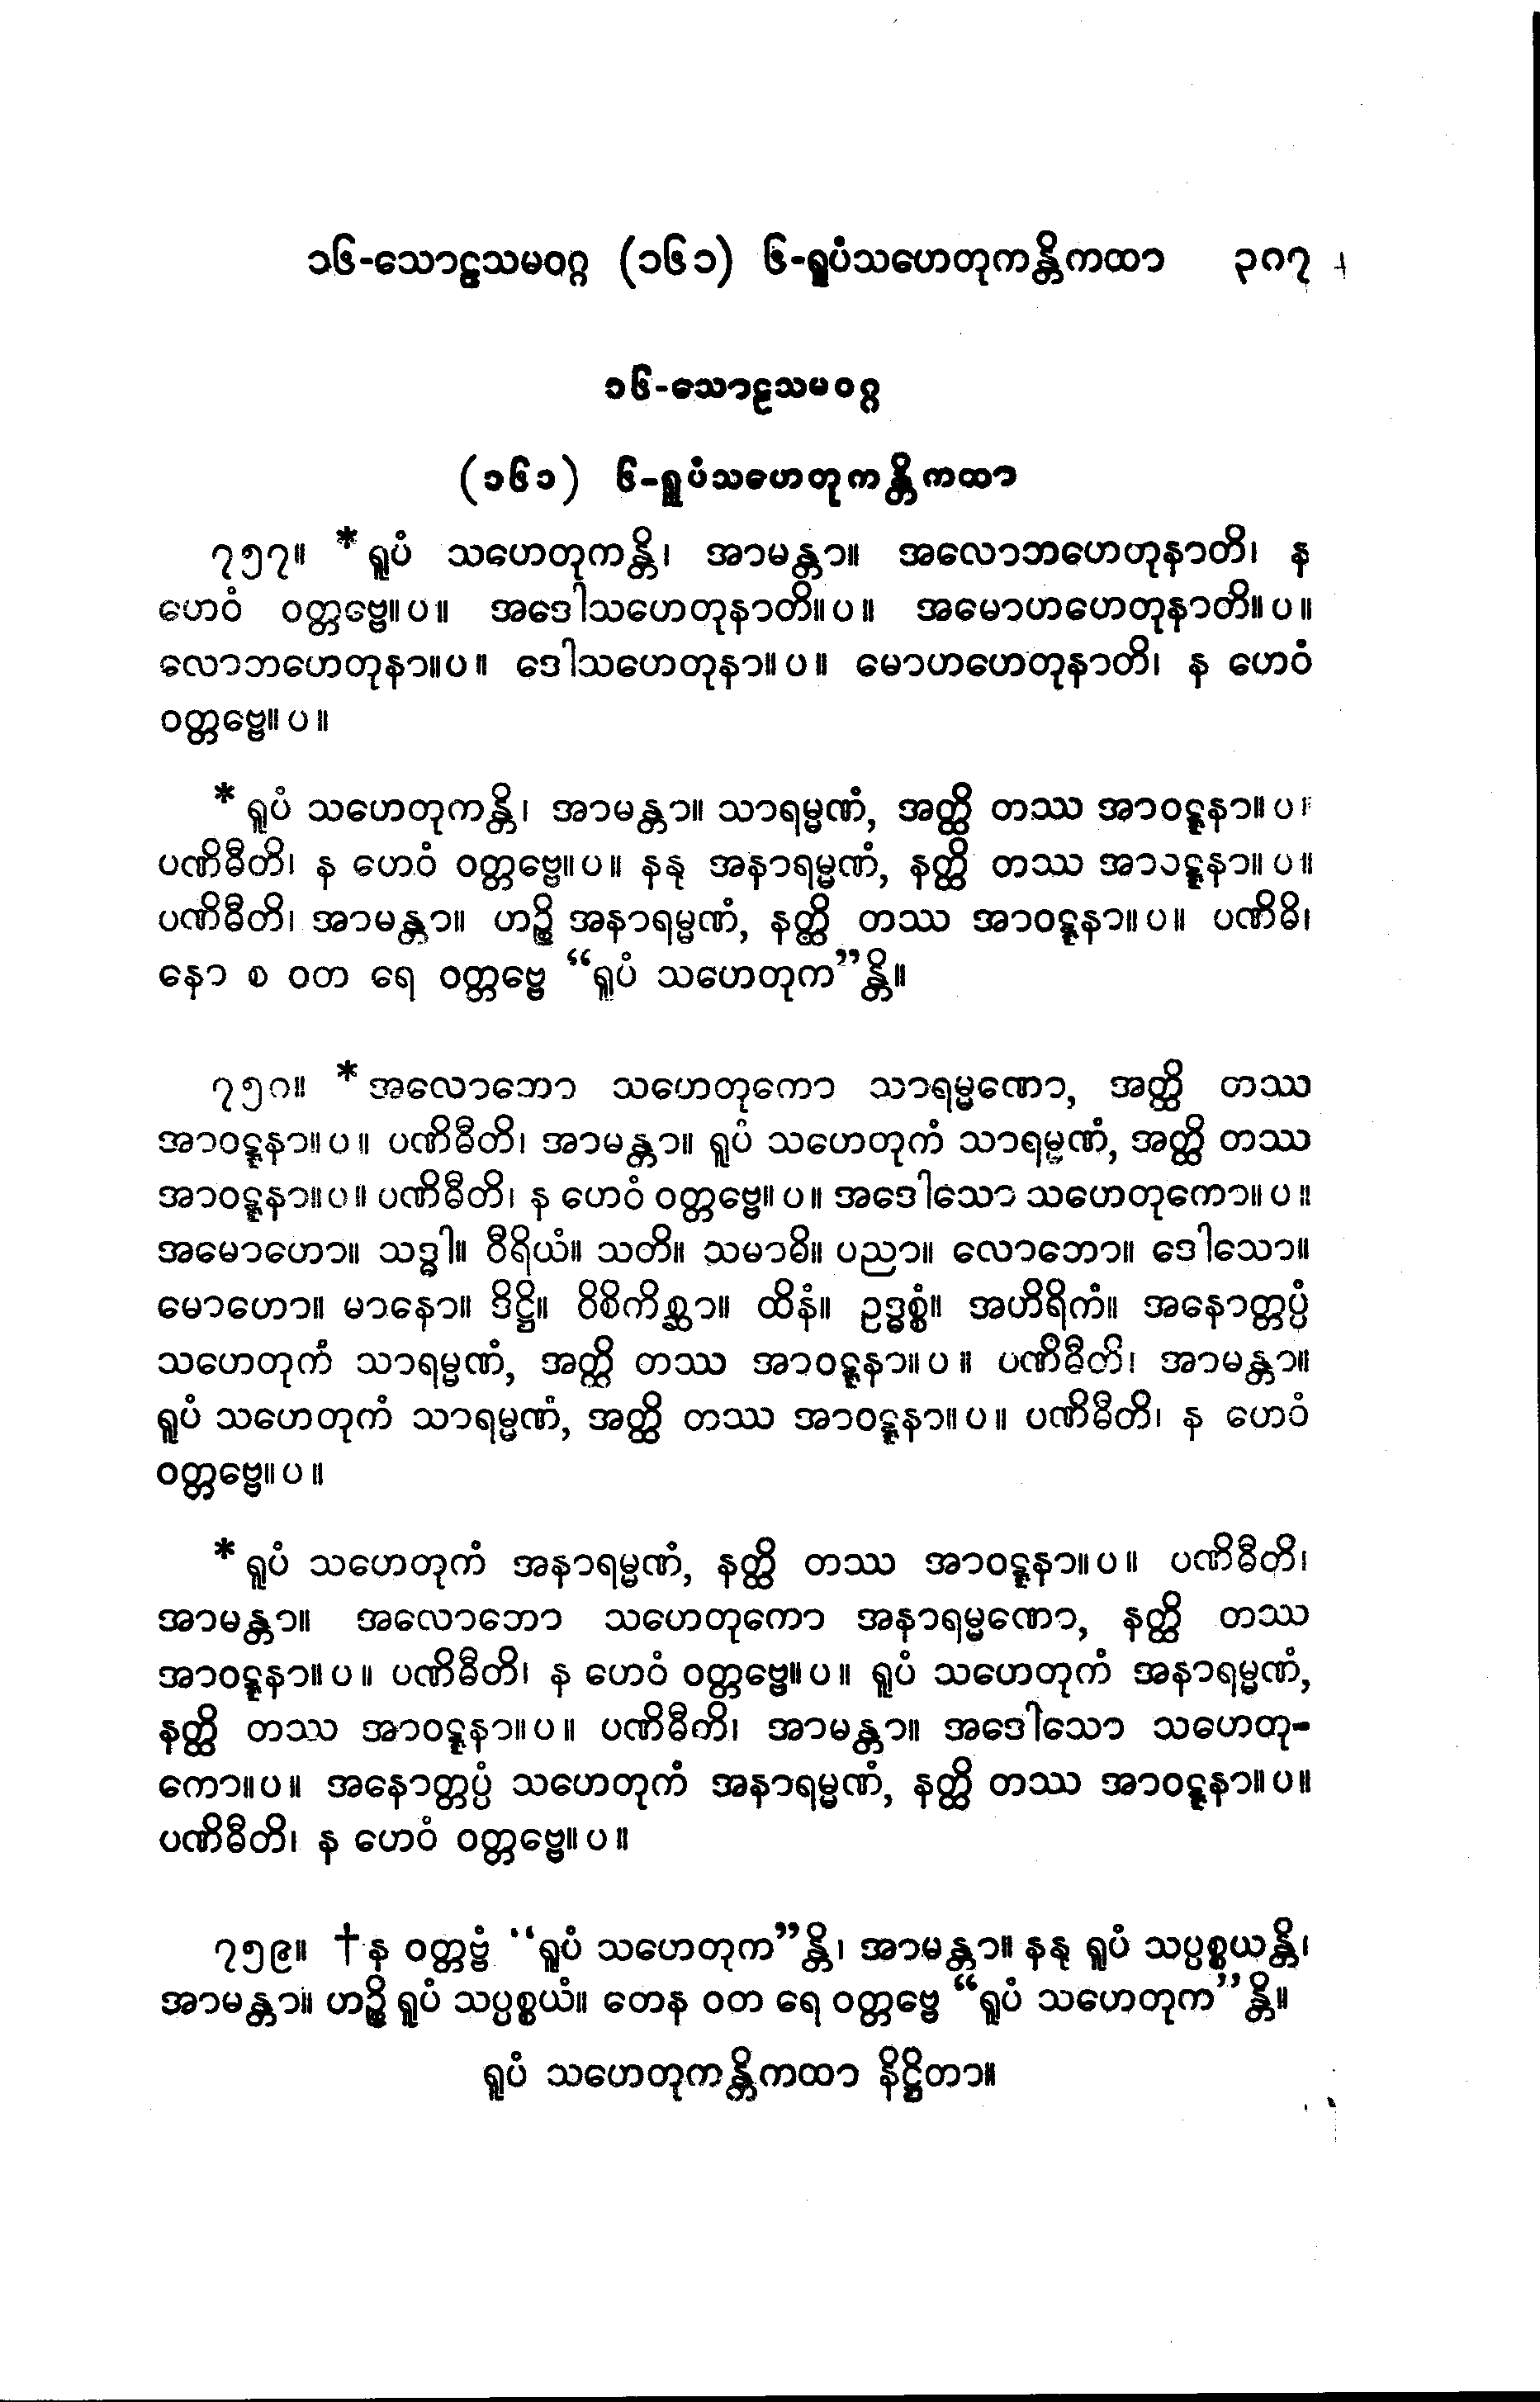 ၁၆-သောဠသမဝဂ္ဂ (၁၆၁) ၆-ရူပံသဟေတုကန္တိကထာ ၃၈၇
၁၆-သောဠသမဝဂ္ဂ
(၁၆၁) ၆-ရူပံသဟေတုကန္တိကထာ
၇၅၇။ *ရူပံ သဟေတုကန္တိ၊ အာမန္တာ။ အလောဘဟေတုနာတိ၊ န
ဟေဝံ ဝတ္တဗ္ဗေ။ပ။ အဒေါသဟေတုနာတိ။ပ။ အမောဟဟေတုနာတိ။ပ။
လောဘဟေတုနာ။ပ။ ဒေါသဟေတုနာ။ပ။ မောဟဟေတုနာတိ၊ န ဟေဝံ
ဝတ္တဗ္ဗေ။ပ။
*ရူပံ သဟေတုကန္တိ၊ အာမန္တာ။ သာရမ္မဏံ, အတ္ထိ တဿ အာဝဋ္ဋနာ။ပ။
ပဏိဓီတိ၊ န ဟေဝံ ဝတ္တဗ္ဗေ။ပ။ နနု အနာရမ္မဏံ, နတ္ထိ တဿ အာဝဋ္ဋနာ။ပ။
ပဏိဓီတိ၊ အာမန္တာ။ ဟဉ္စိ အနာရမ္မဏံ, နတ္ထိ တဿ အာဝဋ္ဋနာ။ပ။ ပဏိဓိ၊
နော စ ဝတ ရေ ဝတ္တဗ္ဗေ “ရူပံ သဟေတုက”န္တိ။
၇၅၈။ *အလောဘော သဟေတုကော သာရမ္မဏော, အတ္ထိ တဿ
အာဝဋ္ဋနာ။ပ။ ပဏိဓီတိ၊ အာမန္တာ။ ရူပံ သဟေတုကံ သာရမ္မဏံ, အတ္ထိ တဿ
အာဝဋ္ဋနာ။ပ။ ပဏိဓီတိ၊ န ဟေဝံ ဝတ္တဗ္ဗေ။ပ။ အဒေါသော သဟေတုကော။ပ။
အမောဟော။ သဒ္ဓါ။ ဝီရိယံ။ သတိ။ သမာဓိ။ ပညာ။ လောဘော။ ဒေါသော။
မောဟော။ မာနော။ ဒိဋ္ဌိ။ ဝိစိကိစ္ဆာ။ ထိနံ။ ဥဒ္ဓစ္စံ။ အဟိရိကံ။ အနောတ္တပ္ပံ
သဟေတုကံ သာရမ္မဏံ, အတ္ထိ တဿ အာဝဋ္ဋနာ။ပ။ ပဏိဓီတိ၊ အာမန္တာ။
ရူပံ သဟေတုကံ သာရမ္မဏံ, အတ္ထိ တဿ အာဝဋ္ဋနာ။ပ။ ပဏိဓီတိ၊ န ဟေဝံ
ဝတ္တဗ္ဗေ။ပ။
*ရူပံ သဟေတုကံ အနာရမ္မဏံ, နတ္ထိ တဿ အာဝဋ္ဋနာ။ပ။ ပဏိဓီတိ၊
အာမန္တာ။ အလောဘော သဟေတုကော အနာရမ္မဏော, နတ္ထိ တဿ
အာဝဋ္ဋနာ။ပ။ ပဏိဓီတိ၊ န ဟေဝံ ဝတ္တဗ္ဗေ။ပ။ ရူပံ သဟေတုကံ အနာရမ္မဏံ,
နတ္ထိ တဿ အာဝဋ္ဋနာ။ပ။ ပဏိဓီတိ၊ အာမန္တာ။ အဒေါသော သဟေတု-
ကော။ပ။ အနောတ္တပ္ပံ သဟေတုကံ အနာရမ္မဏံ, နတ္ထိ တဿ အာဝဋ္ဋနာ။ပ။
ပဏိဓီတိ၊ န ဟေဝံ ဝတ္တဗ္ဗေ။ပ။
၇၅၉။ †န ဝတ္တဗ္ဗံ “ရူပံ သဟေတုက”န္တိ၊ အာမန္တာ။ နနု ရူပံ သပ္ပစ္စယန္တိ၊
အာမန္တာ။ ဟဉ္စိ ရူပံ သပ္ပစ္စယံ။ တေန ဝတ ရေ ဝတ္တဗ္ဗေ “ရူပံ သဟေတုက”န္တိ။
ရူပံ သဟေတုကန္တိကထာ နိဋ္ဌိတာ။